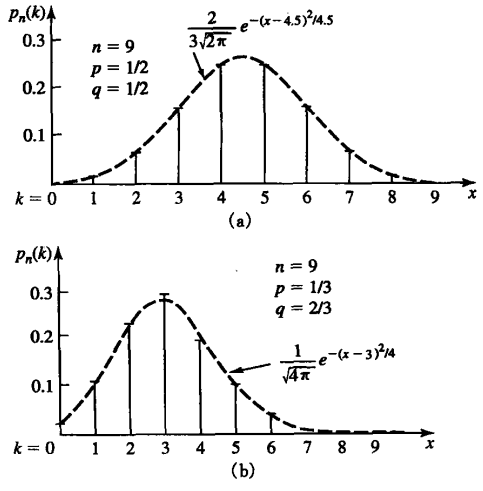 pₙ(k)
2/(3√2π) e^−(x−4.5)²/4.5
n = 9
p = 1/2
q = 1/2
0.3
0.2
0.1
k = 0 1 2 3 4 5 6 7 8 9 x
(a)
pₙ(k)
n = 9
p = 1/3
q = 2/3
0.3
0.2
1/√4π e^−(x − 3)²/4
0.1
k = 0 1 2 3 4 5 6 7 8 9 x
(b)